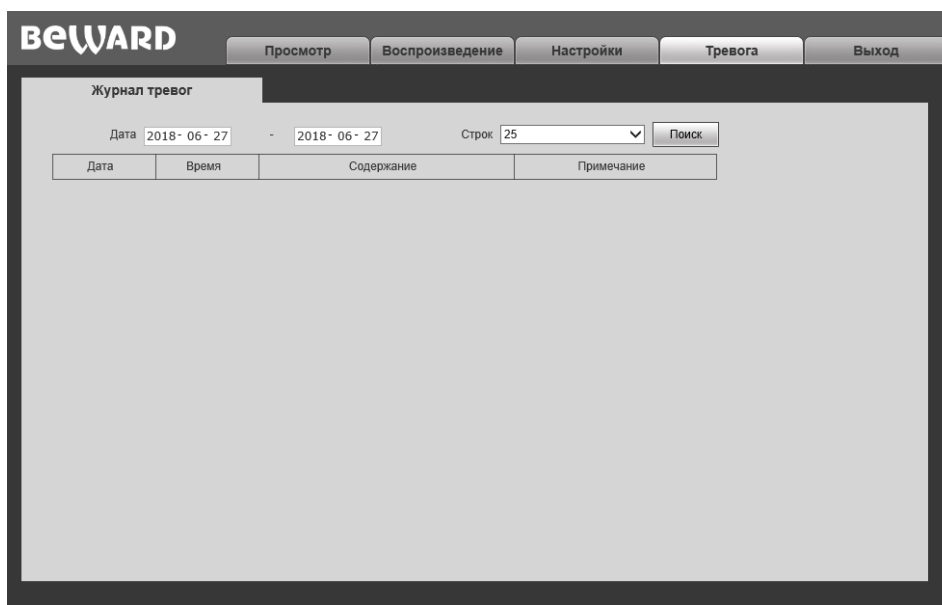 BEWARD
Просмотр Воспроизведение Настройки Тревога Выход
Журнал тревог
Дата 2018- 06- 27 - 2018- 06- 27 Строк 25 Поиск
Дата Время Содержание Примечание